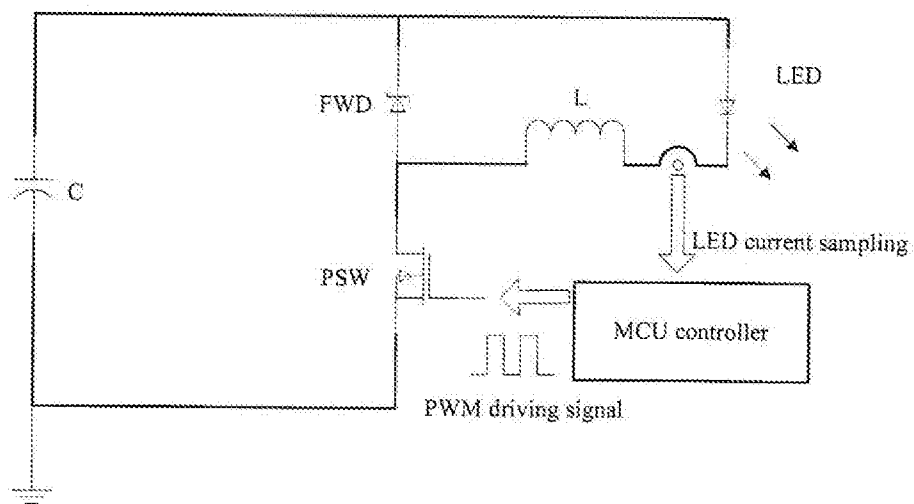 LED
FWD
L
C
LED current sampling
PSW
MCU controller
PWM driving signal